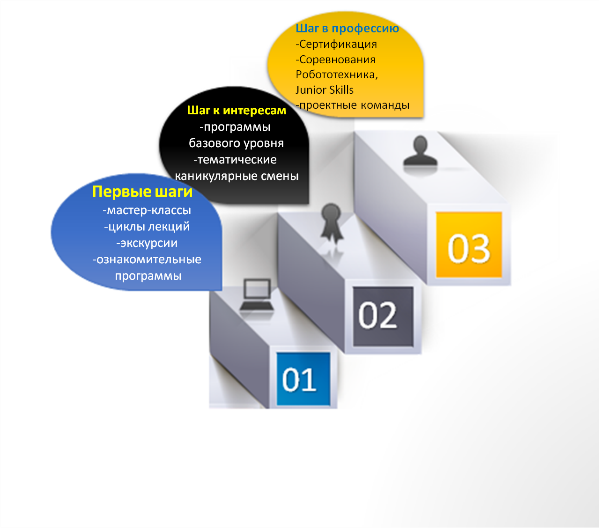 Шаг в профессию
-Сертификация
-Соревнования
Робототехника,
Junior Skills
-проектные команды
Шаг к интересам
-программы
базового уровня
-тематические
каникулярные смены
Первые шаги
-мастер-классы
-циклы лекций
-экскурсии
-ознакомительные
программы
03
02
01